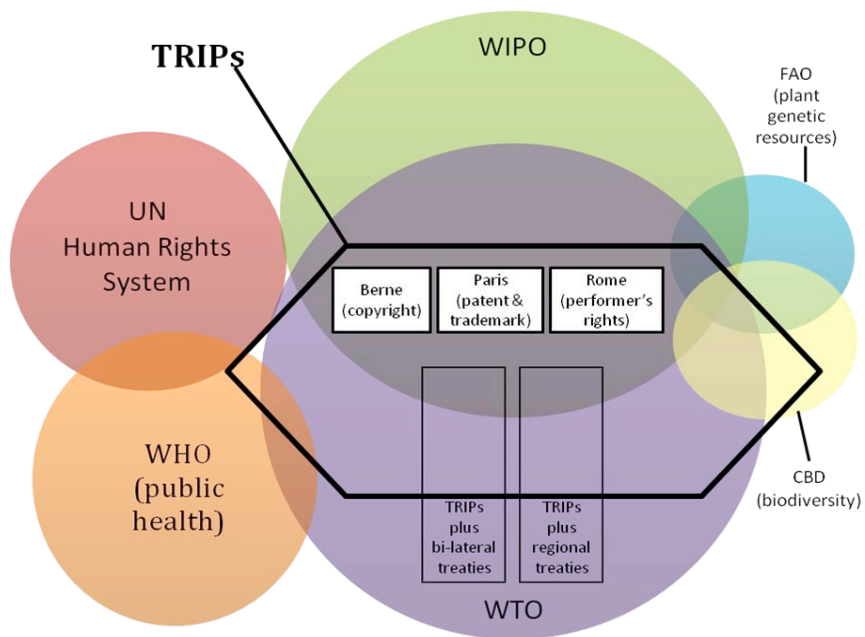 TRIPs
WIPO
FAO
(plant
genetic
resources)
UN
Human Rights
System
Berne
(copyright)
Paris
(patent &
trademark)
Rome
(performer's
rights)
WHO
(public
health)
CBD
(biodiversity)
TRIPs
plus
bi-lateral
treaties
TRIPs
plus
regional
treaties
WTO